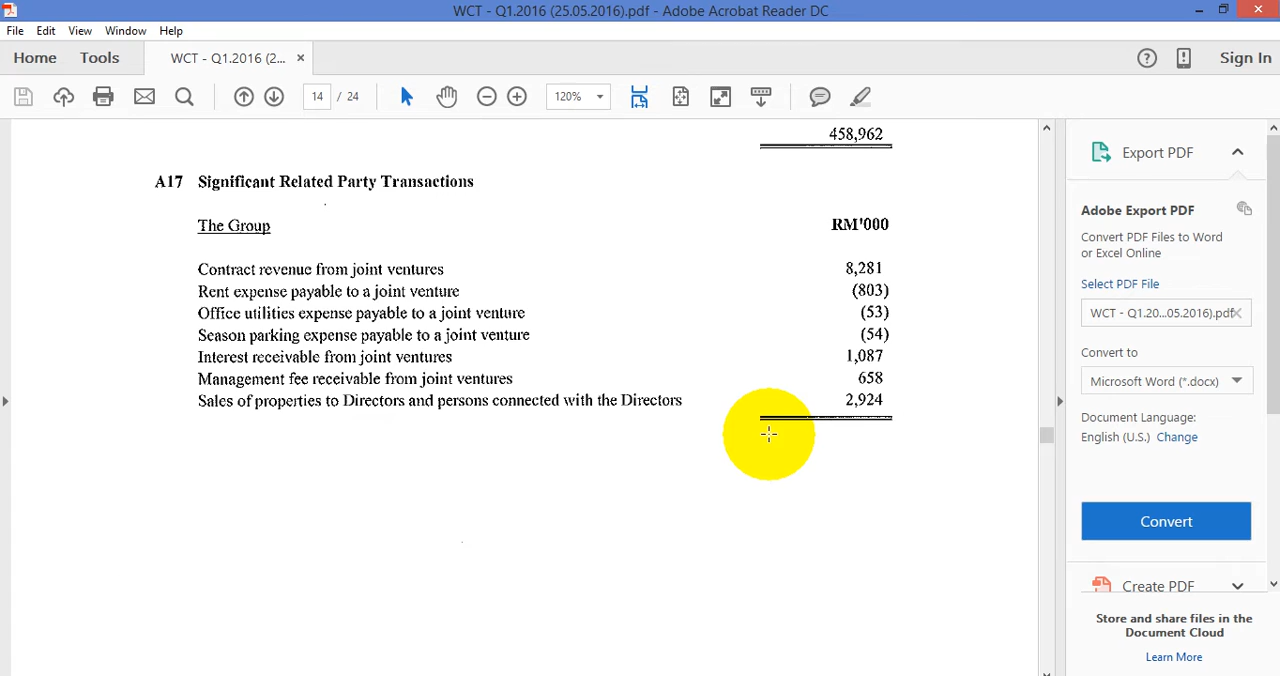 WCT - Q1.2016 (25.05.2016).pdf - Adobe Acrobat Reader DC
File Edit View Window Help
Home Tools WCT - Q1.2016 (2... × Sign In
14 / 24 120%
458,962
A17 Significant Related Party Transactions
The Group RM'000
Contract revenue from joint ventures 8,281
Rent expense payable to a joint venture (803)
Office utilities expense payable to a joint venture (53)
Season parking expense payable to a joint venture (54)
Interest receivable from joint ventures 1,087
Management fee receivable from joint ventures 658
Sales of properties to Directors and persons connected with the Directors 2,924
Export PDF
Adobe Export PDF
Convert PDF Files to Word
or Excel Online
Select PDF File
WCT - Q1.20...05.2016).pdf
Convert to
Microsoft Word (*.docx)
Document Language:
English (U.S.) Change
Convert
Create PDF
Store and share files in the
Document Cloud
Learn More